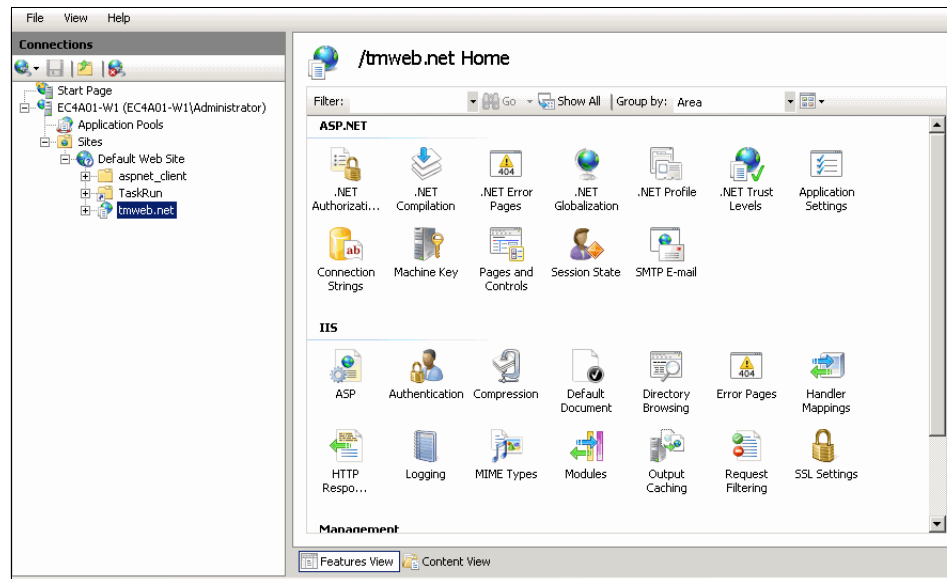 File View Help
Connections
/tmweb.net Home
Start Page
EC4A01-W1 (EC4A01-W1\Administrator)
Application Pools
Sites
Default Web Site
aspnet_client
TaskRun
tmweb.net
Filter: Go Show All Group by: Area
ASP.NET
.NET Authorizati... .NET Compilation .NET Error Pages .NET Globalization .NET Profile .NET Trust Levels Application Settings
Connection Strings Machine Key Pages and Controls Session State SMTP E-mail
IIS
ASP Authentication Compression Default Document Directory Browsing Error Pages Handler Mappings
HTTP Respo... Logging MIME Types Modules Output Caching Request Filtering SSL Settings
Management
Features View Content View